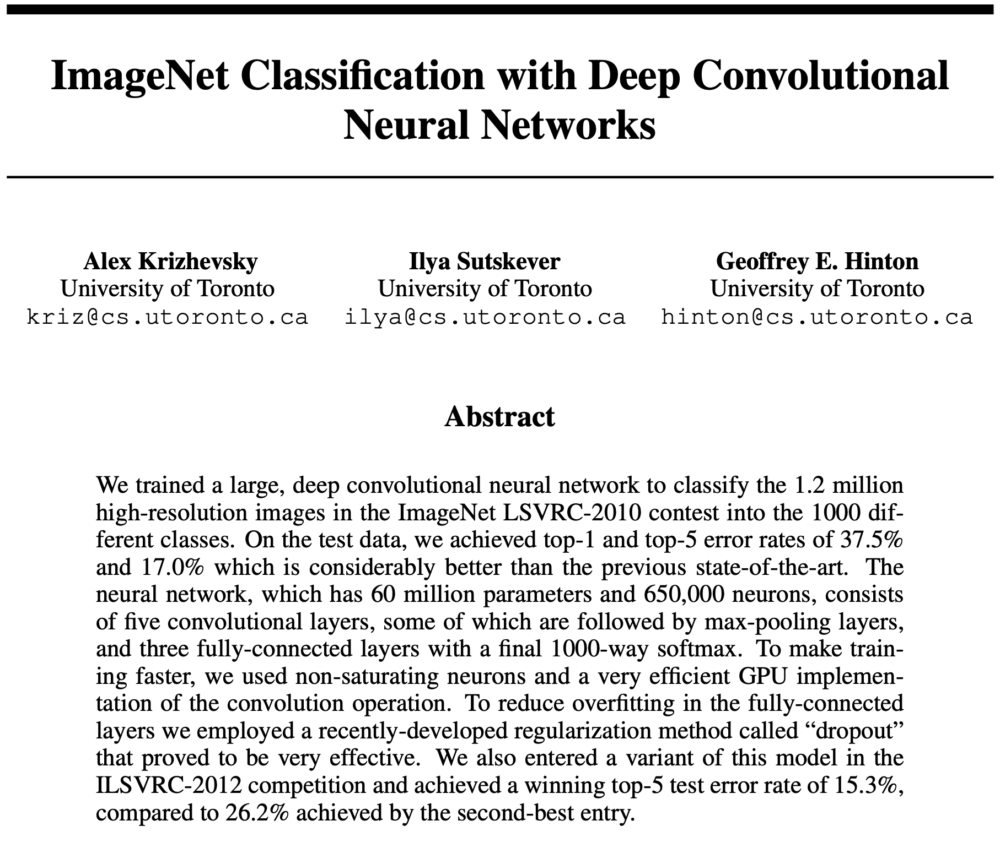 ImageNet Classification with Deep Convolutional
Neural Networks
Alex Krizhevsky
University of Toronto
kriz@cs.utoronto.ca
Ilya Sutskever
University of Toronto
ilya@cs.utoronto.ca
Geoffrey E. Hinton
University of Toronto
hinton@cs.utoronto.ca
Abstract
We trained a large, deep convolutional neural network to classify the 1.2 million
high-resolution images in the ImageNet LSVRC-2010 contest into the 1000 dif-
ferent classes. On the test data, we achieved top-1 and top-5 error rates of 37.5%
and 17.0% which is considerably better than the previous state-of-the-art. The
neural network, which has 60 million parameters and 650,000 neurons, consists
of five convolutional layers, some of which are followed by max-pooling layers,
and three fully-connected layers with a final 1000-way softmax. To make train-
ing faster, we used non-saturating neurons and a very efficient GPU implemen-
tation of the convolution operation. To reduce overfitting in the fully-connected
layers we employed a recently-developed regularization method called “dropout”
that proved to be very effective. We also entered a variant of this model in the
ILSVRC-2012 competition and achieved a winning top-5 test error rate of 15.3%,
compared to 26.2% achieved by the second-best entry.